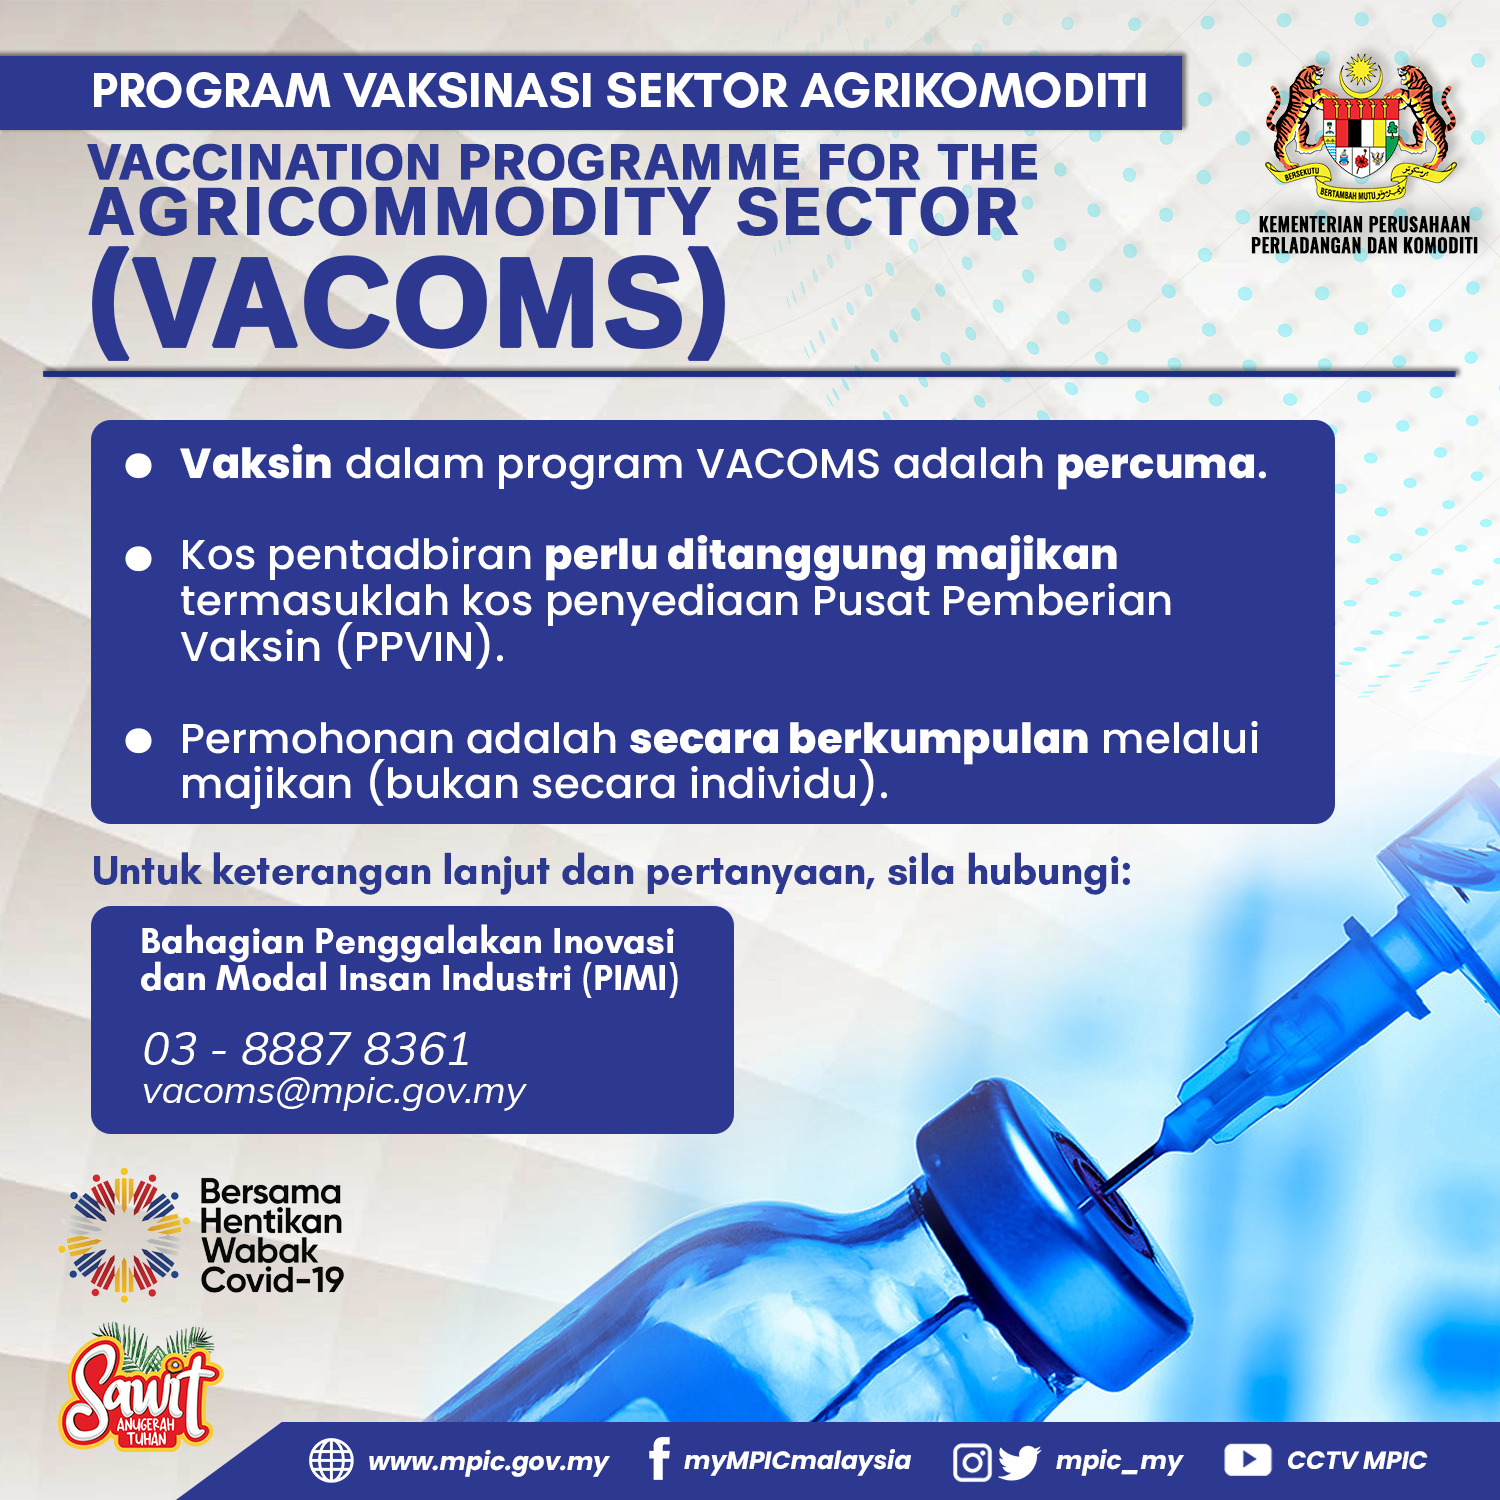 PROGRAM VAKSINASI SEKTOR AGRIKOMODITI
VACCINATION PROGRAMME FOR THE
AGRICOMMODITY SECTOR
(VACOMS)
BERSEKUTU BERTAMBAH MUTU
KEMENTERIAN PERUSAHAAN
PERLADANGAN DAN KOMODITI
Vaksin dalam program VACOMS adalah percuma.
Kos pentadbiran perlu ditanggung majikan
termasuklah kos penyediaan Pusat Pemberian
Vaksin (PPVIN).
Permohonan adalah secara berkumpulan melalui
majikan (bukan secara individu).
Untuk keterangan lanjut dan pertanyaan, sila hubungi:
Bahagian Penggalakan Inovasi
dan Modal Insan Industri (PIMI)
03 - 8887 8361
vacoms@mpic.gov.my
Bersama
Hentikan
Wabak
Covid-19
Sawit
ANUGERAH
TUHAN
www.mpic.gov.my
myMPICmalaysia
mpic_my
CCTV MPIC